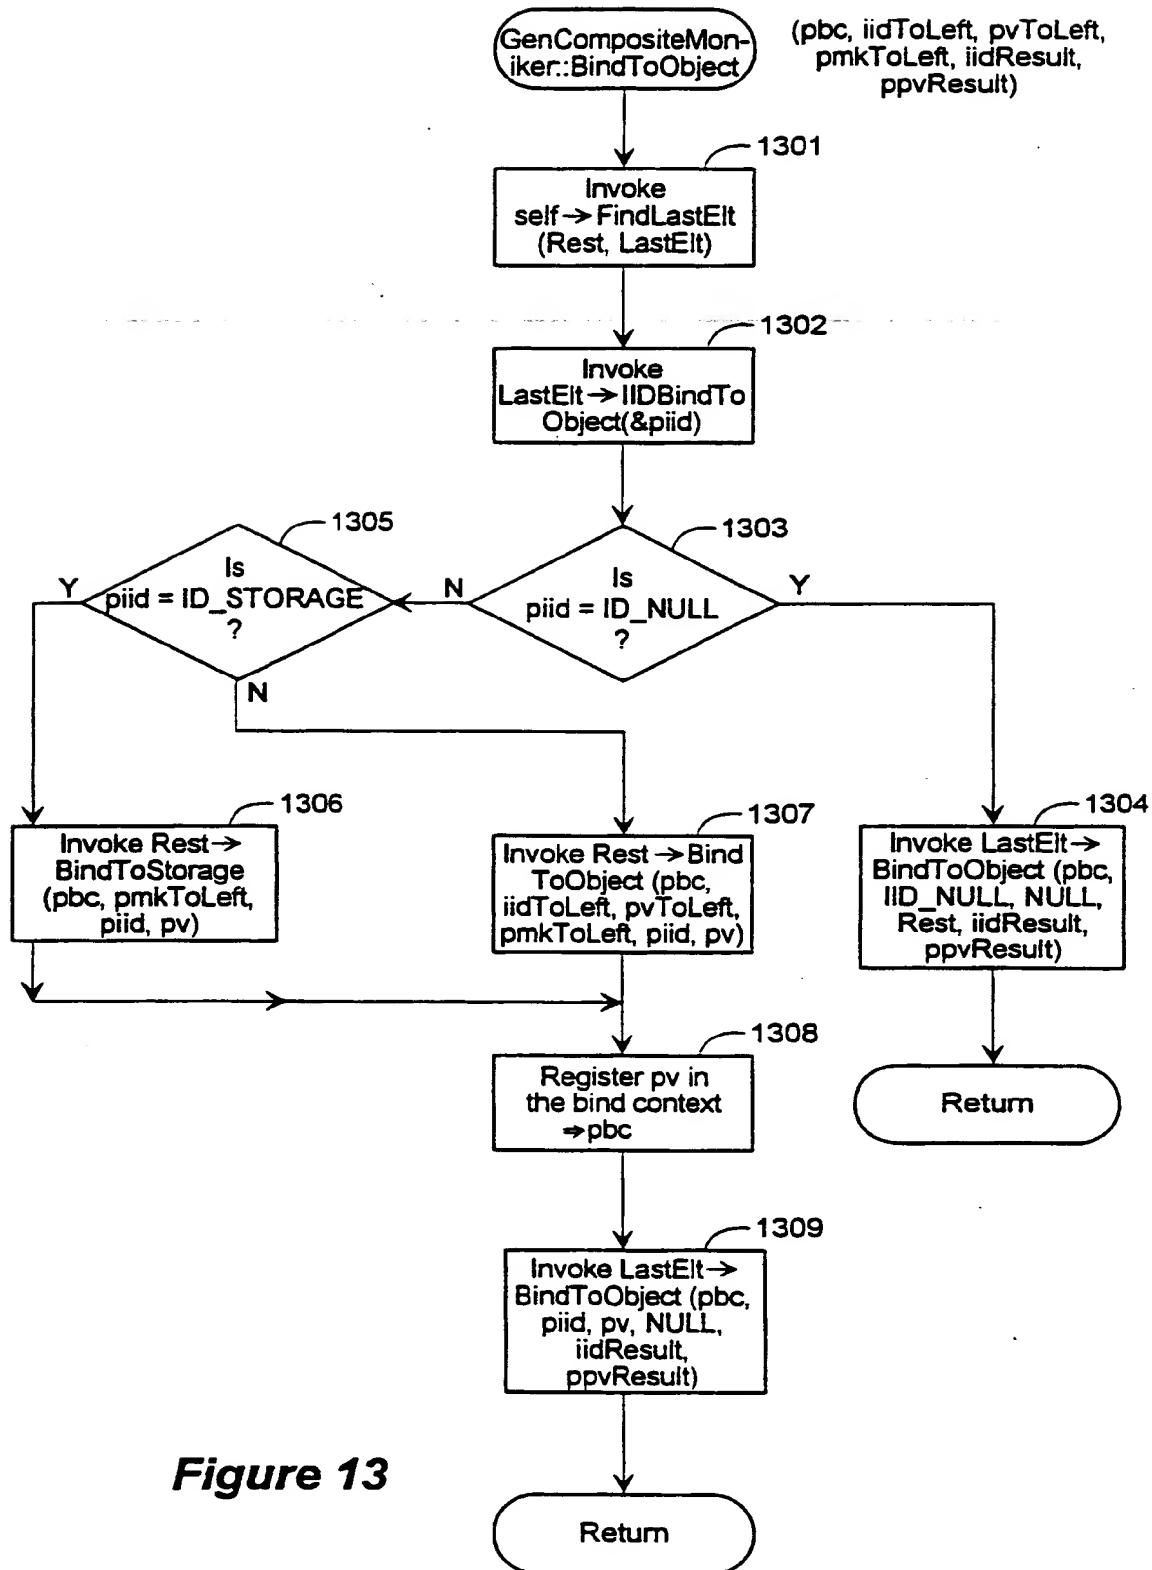 GenCompositeMon-
iker::BindToObject
(pbc, iidToLeft, pvToLeft,
pmkToLeft, iidResult,
ppvResult)
1301
Invoke
self→FindLastElt
(Rest, LastElt)
1302
Invoke
LastElt→IIDBindTo
Object(&piid)
1305
Is
piid = ID_STORAGE
?
Y
N
1303
Is
piid = ID_NULL
?
N
Y
1306
Invoke Rest→
BindToStorage
(pbc, pmkToLeft,
piid, pv)
1307
Invoke Rest→Bind
ToObject (pbc,
iidToLeft, pvToLeft,
pmkToLeft, piid, pv)
1304
Invoke LastElt→
BindToObject (pbc,
IID_NULL, NULL,
Rest, iidResult,
ppvResult)
1308
Register pv in
the bind context
⇒pbc
Return
1309
Invoke LastElt→
BindToObject (pbc,
piid, pv, NULL,
iidResult,
ppvResult)
Figure 13
Return